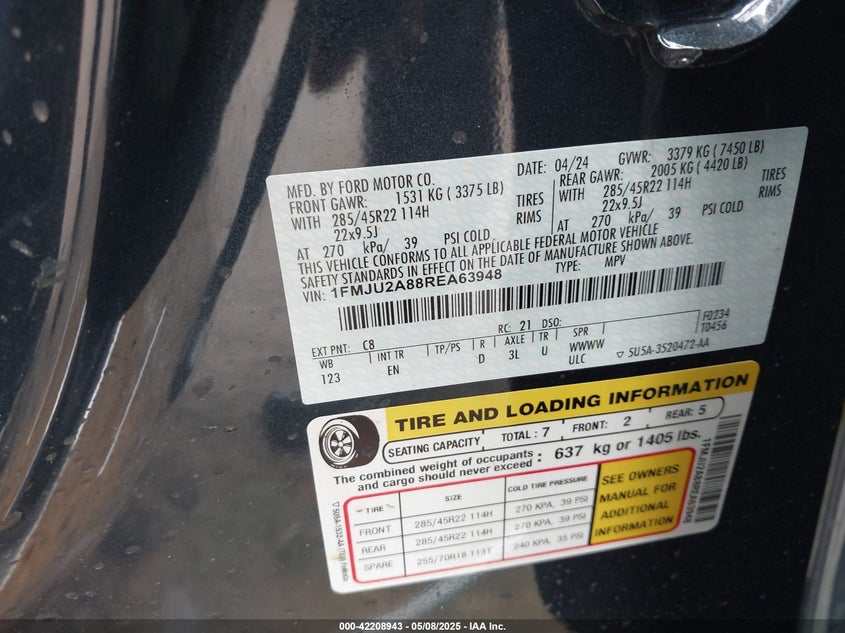 MFD. BY FORD MOTOR CO.
DATE: 04/24 GVWR: 3379 KG ( 7450 LB)
FRONT GAWR: 1531 KG ( 3375 LB) REAR GAWR: 2005 KG ( 4420 LB)
WITH 285/45R22 114H TIRES WITH 285/45R22 114H TIRES
22x9.5J RIMS 22x9.5J RIMS
AT 270 kPa/ 39 PSI COLD AT 270 kPa/ 39 PSI COLD
THIS VEHICLE CONFORMS TO ALL APPLICABLE FEDERAL MOTOR VEHICLE
SAFETY STANDARDS IN EFFECT ON THE DATE OF MANUFACTURE SHOWN ABOVE.
VIN: 1FMJU2A88REA63948 TYPE: MPV
F0234
T0456
EXT PNT: C8 RC: 21 DSO:
WB INT TR TP/PS R AXLE TR SPR
123 EN D 3L U WWWW
ULC ▽ 5U5A-3520472-AA
TIRE AND LOADING INFORMATION
SEATING CAPACITY TOTAL : 7 FRONT: 2 REAR: 5
The combined weight of occupants and cargo should never exceed : 637 kg or 1405 lbs.
TIRE SIZE COLD TIRE PRESSURE
FRONT 285/45R22 114H 270 KPA, 39 PSI
REAR 285/45R22 114H 270 KPA, 39 PSI
SPARE 255/70R18 113T 240 KPA, 35 PSI
SEE OWNERS
MANUAL FOR
ADDITIONAL
INFORMATION
1FMJU2A88REA63948
000-42208943 - 05/08/2025 - IAA Inc.